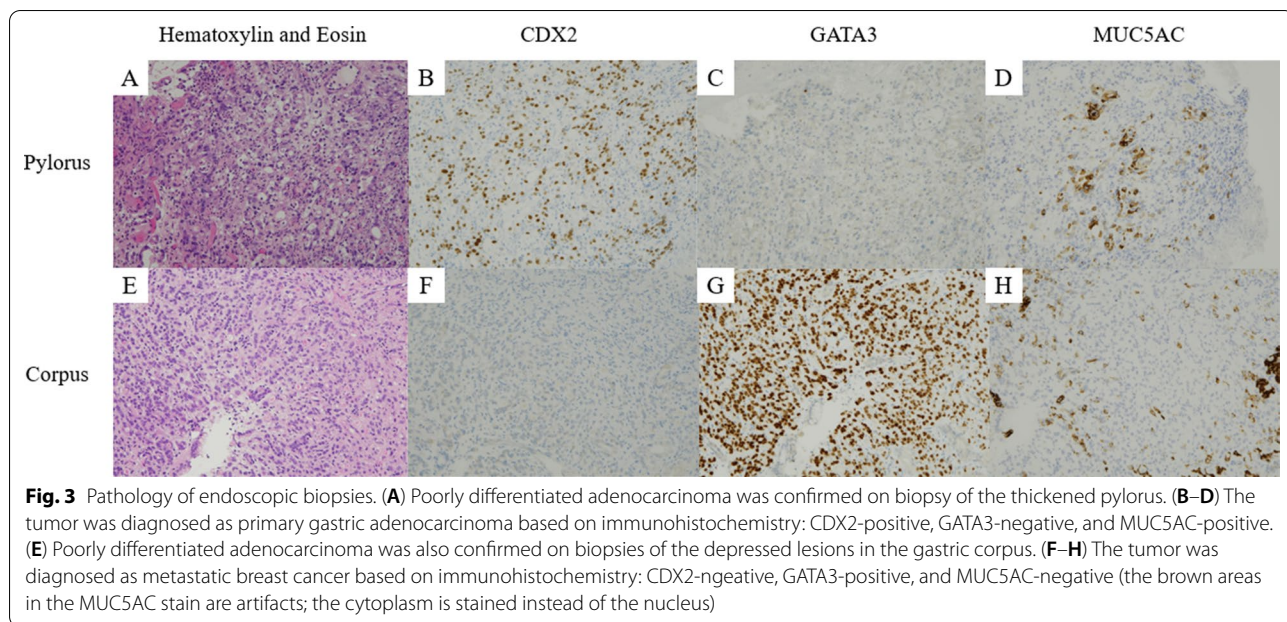 Hematoxylin and Eosin CDX2 GATA3 MUC5AC
A B C D
Pylorus
E F G H
Corpus
Fig. 3 Pathology of endoscopic biopsies. (A) Poorly differentiated adenocarcinoma was confirmed on biopsy of the thickened pylorus. (B–D) The
tumor was diagnosed as primary gastric adenocarcinoma based on immunohistochemistry: CDX2-positive, GATA3-negative, and MUC5AC-positive.
(E) Poorly differentiated adenocarcinoma was also confirmed on biopsies of the depressed lesions in the gastric corpus. (F–H) The tumor was
diagnosed as metastatic breast cancer based on immunohistochemistry: CDX2-ngeative, GATA3-positive, and MUC5AC-negative (the brown areas
in the MUC5AC stain are artifacts; the cytoplasm is stained instead of the nucleus)